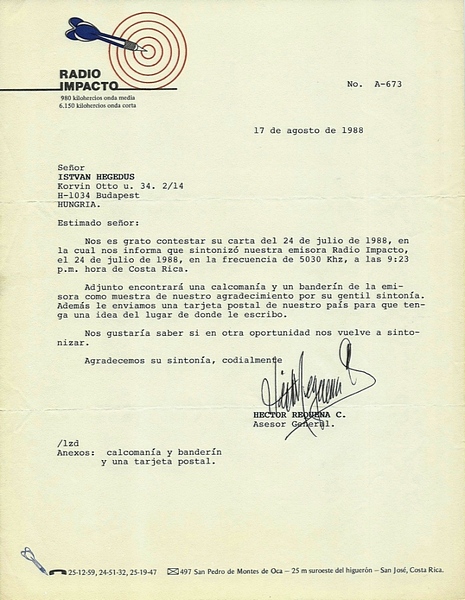 RADIO
IMPACTO
980 kilohercios onda media
6.150 kilohercios onda corta
No. A-673
17 de agosto de 1988
Señor
ISTVAN HEGEDUS
Korvin Otto u. 34. 2/14
H-1034 Budapest
HUNGRIA.
Estimado señor:
Nos es grato contestar su carta del 24 de julio de 1988, en
la cual nos informa que sintonizó nuestra emisora Radio Impacto,
el 24 de julio de 1988, en la frecuencia de 5030 Khz, a las 9:23
p.m. hora de Costa Rica.
Adjunto encontrará una calcomanía y un banderín de la emi-
sora como muestra de nuestro agradecimiento por su gentil sintonía.
Además le enviamos una tarjeta postal de nuestro país para que ten-
ga una idea del lugar de donde le escribo.
Nos gustaría saber si en otra oportunidad nos vuelve a sinto-
nizar.
Agradecemos su sintonía, codialmente
HECTOR REQUENA C.
Asesor General.
/lzd
Anexos: calcomanía y banderín
y una tarjeta postal.
25-12-59, 24-51-32, 25-19-47 497 San Pedro de Montes de Oca – 25 m suroeste del higuerón – San José, Costa Rica.